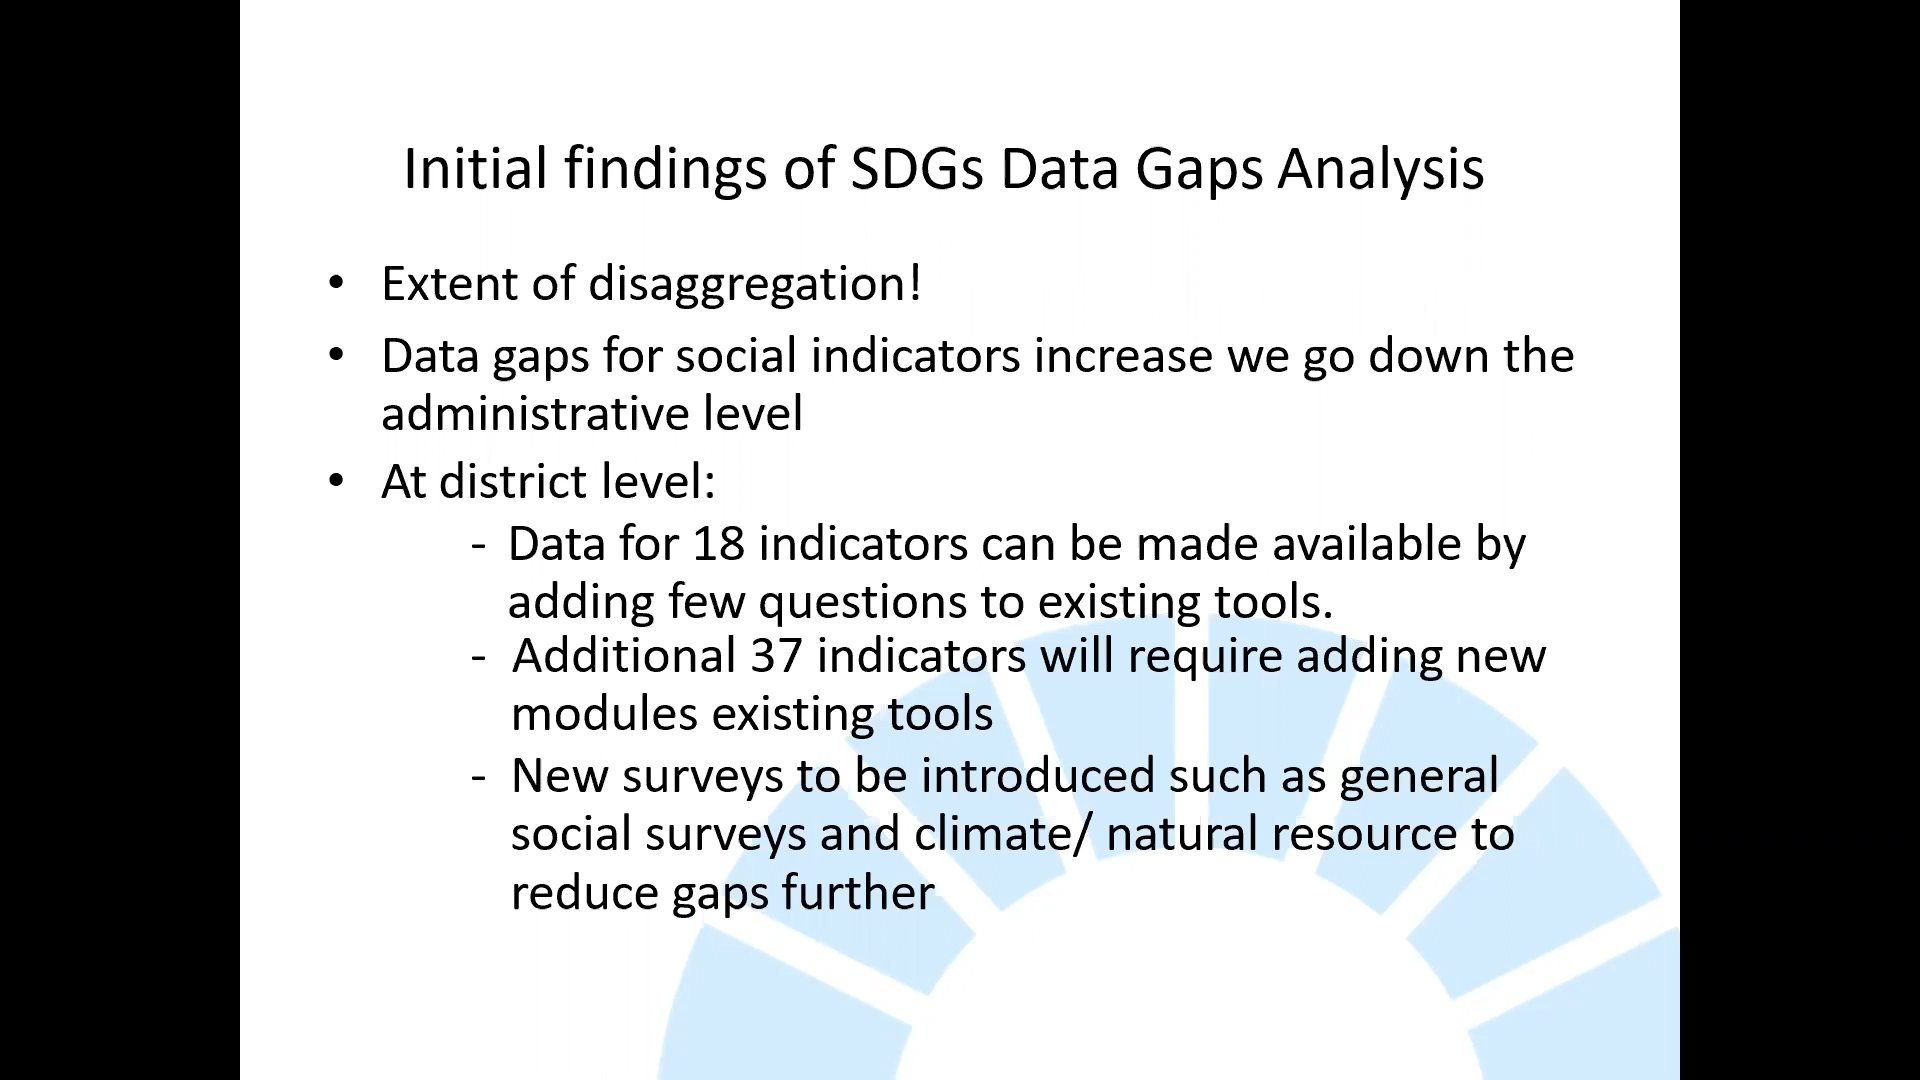 Initial findings of SDGs Data Gaps Analysis
• Extent of disaggregation!
• Data gaps for social indicators increase we go down the
administrative level
• At district level:
- Data for 18 indicators can be made available by
adding few questions to existing tools.
- Additional 37 indicators will require adding new
modules existing tools
- New surveys to be introduced such as general
social surveys and climate/ natural resource to
reduce gaps further